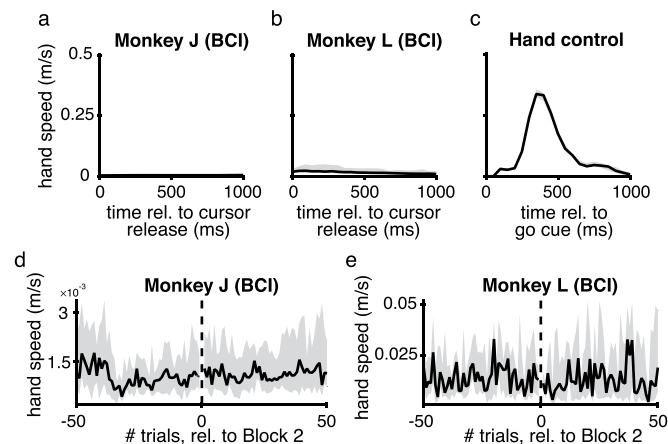 a
Monkey J (BCI)
hand speed (m/s)
0.5
0.25
0
0
500
1000
time rel. to cursor
release (ms)
b
Monkey L (BCI)
0
500
1000
time rel. to cursor
release (ms)
c
Hand control
0
500
1000
time rel. to
go cue (ms)
d
Monkey J (BCI)
hand speed (m/s)
×10⁻³
3
1.5
-50
0
50
# trials, rel. to Block 2
e
Monkey L (BCI)
hand speed (m/s)
0.05
0.025
-50
0
50
# trials, rel. to Block 2